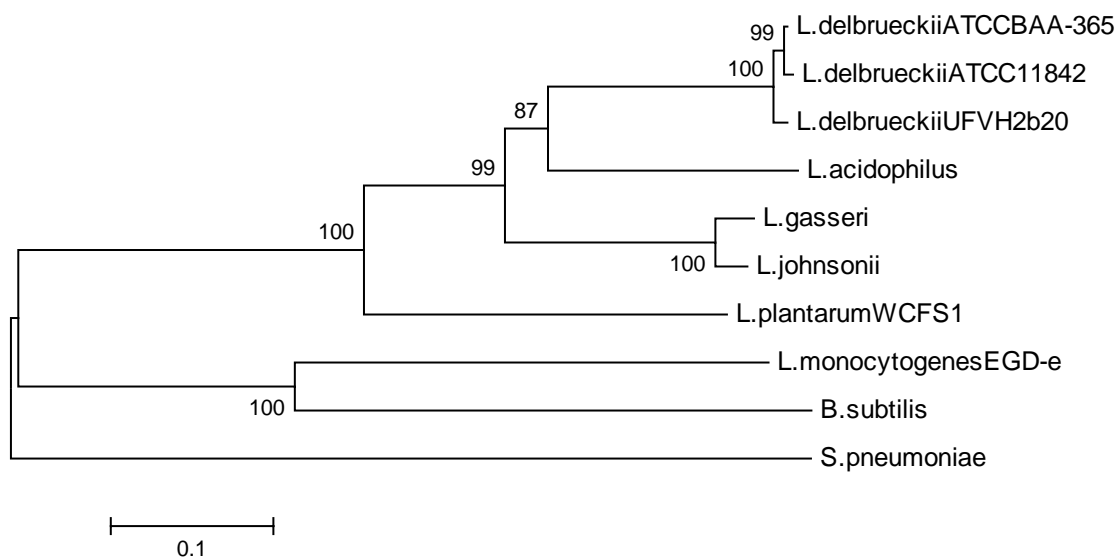 L.delbrueckiiATCCBAA-365
99
L.delbrueckiiATCC11842
100
L.delbrueckiiUFVH2b20
87
L.acidophilus
99
L.gasseri
100
L.johnsonii
100
L.plantarumWCFS1
L.monocytogenesEGD-e
100
B.subtilis
S.pneumoniae
0.1